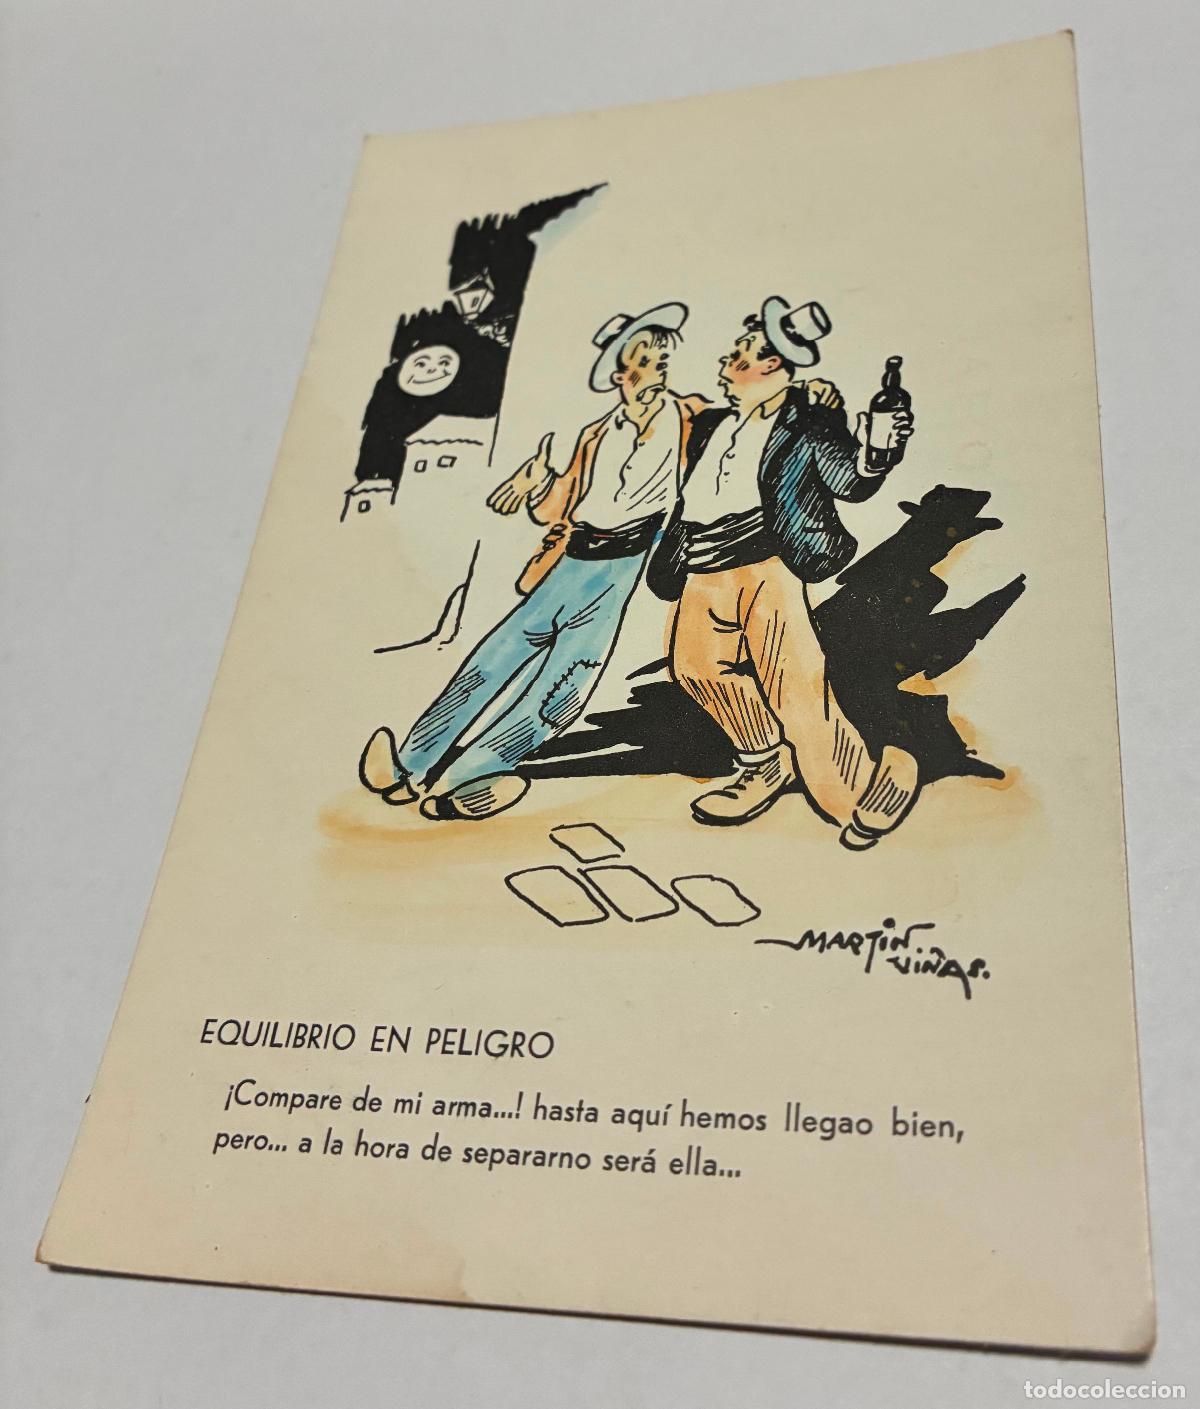 MARTIN
VIÑAS.
EQUILIBRIO EN PELIGRO
¡Compare de mi arma...! hasta aquí hemos llegao bien,
pero... a la hora de separarno será ella...
todocoleccion